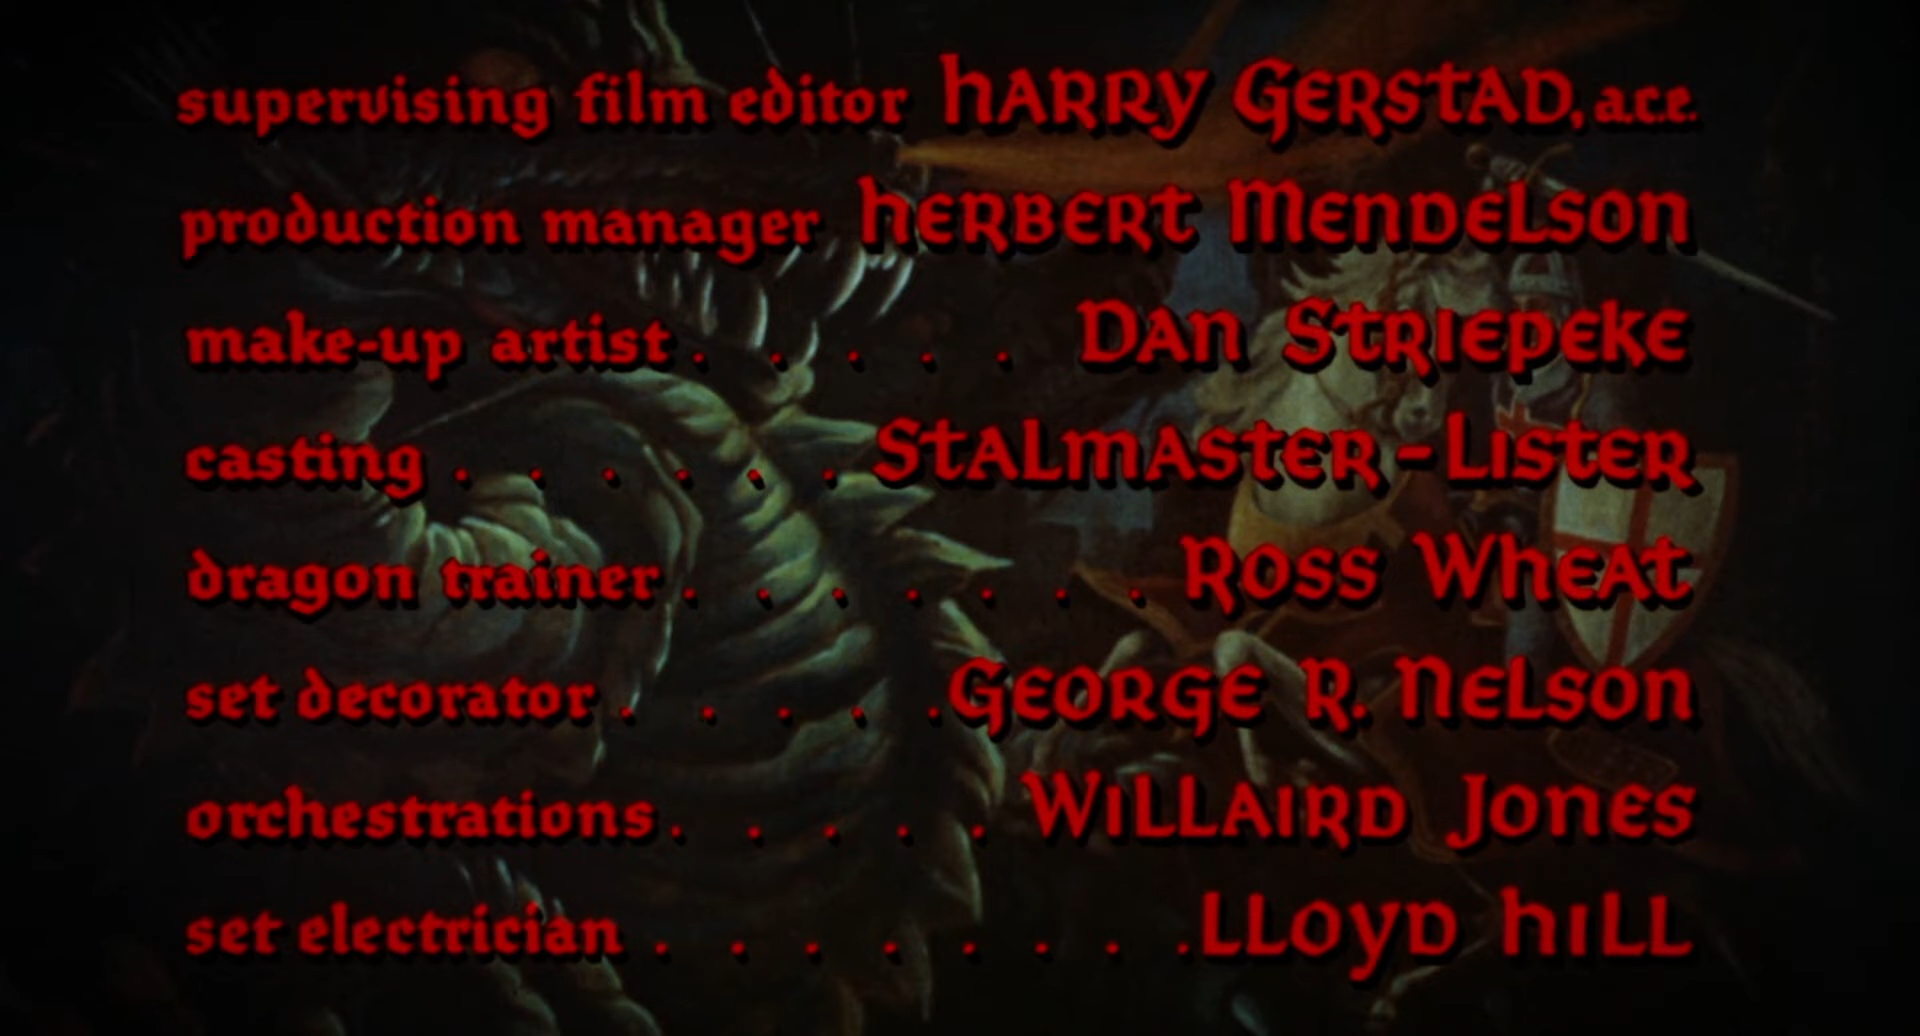 supervising film editor HARRY GERSTAD, a.c.e.
production manager HERBERT MENDELSON
make-up artist . . . . . DAN STRIEPEKE
casting . . . . . . STALMASTER-LISTER
dragon trainer . . . . . . . ROSS WHEAT
set decorator . . . . . GEORGE R. NELSON
orchestrations . . . . . WILLAIRD JONES
set electrician . . . . . . . . LLOYD HILL